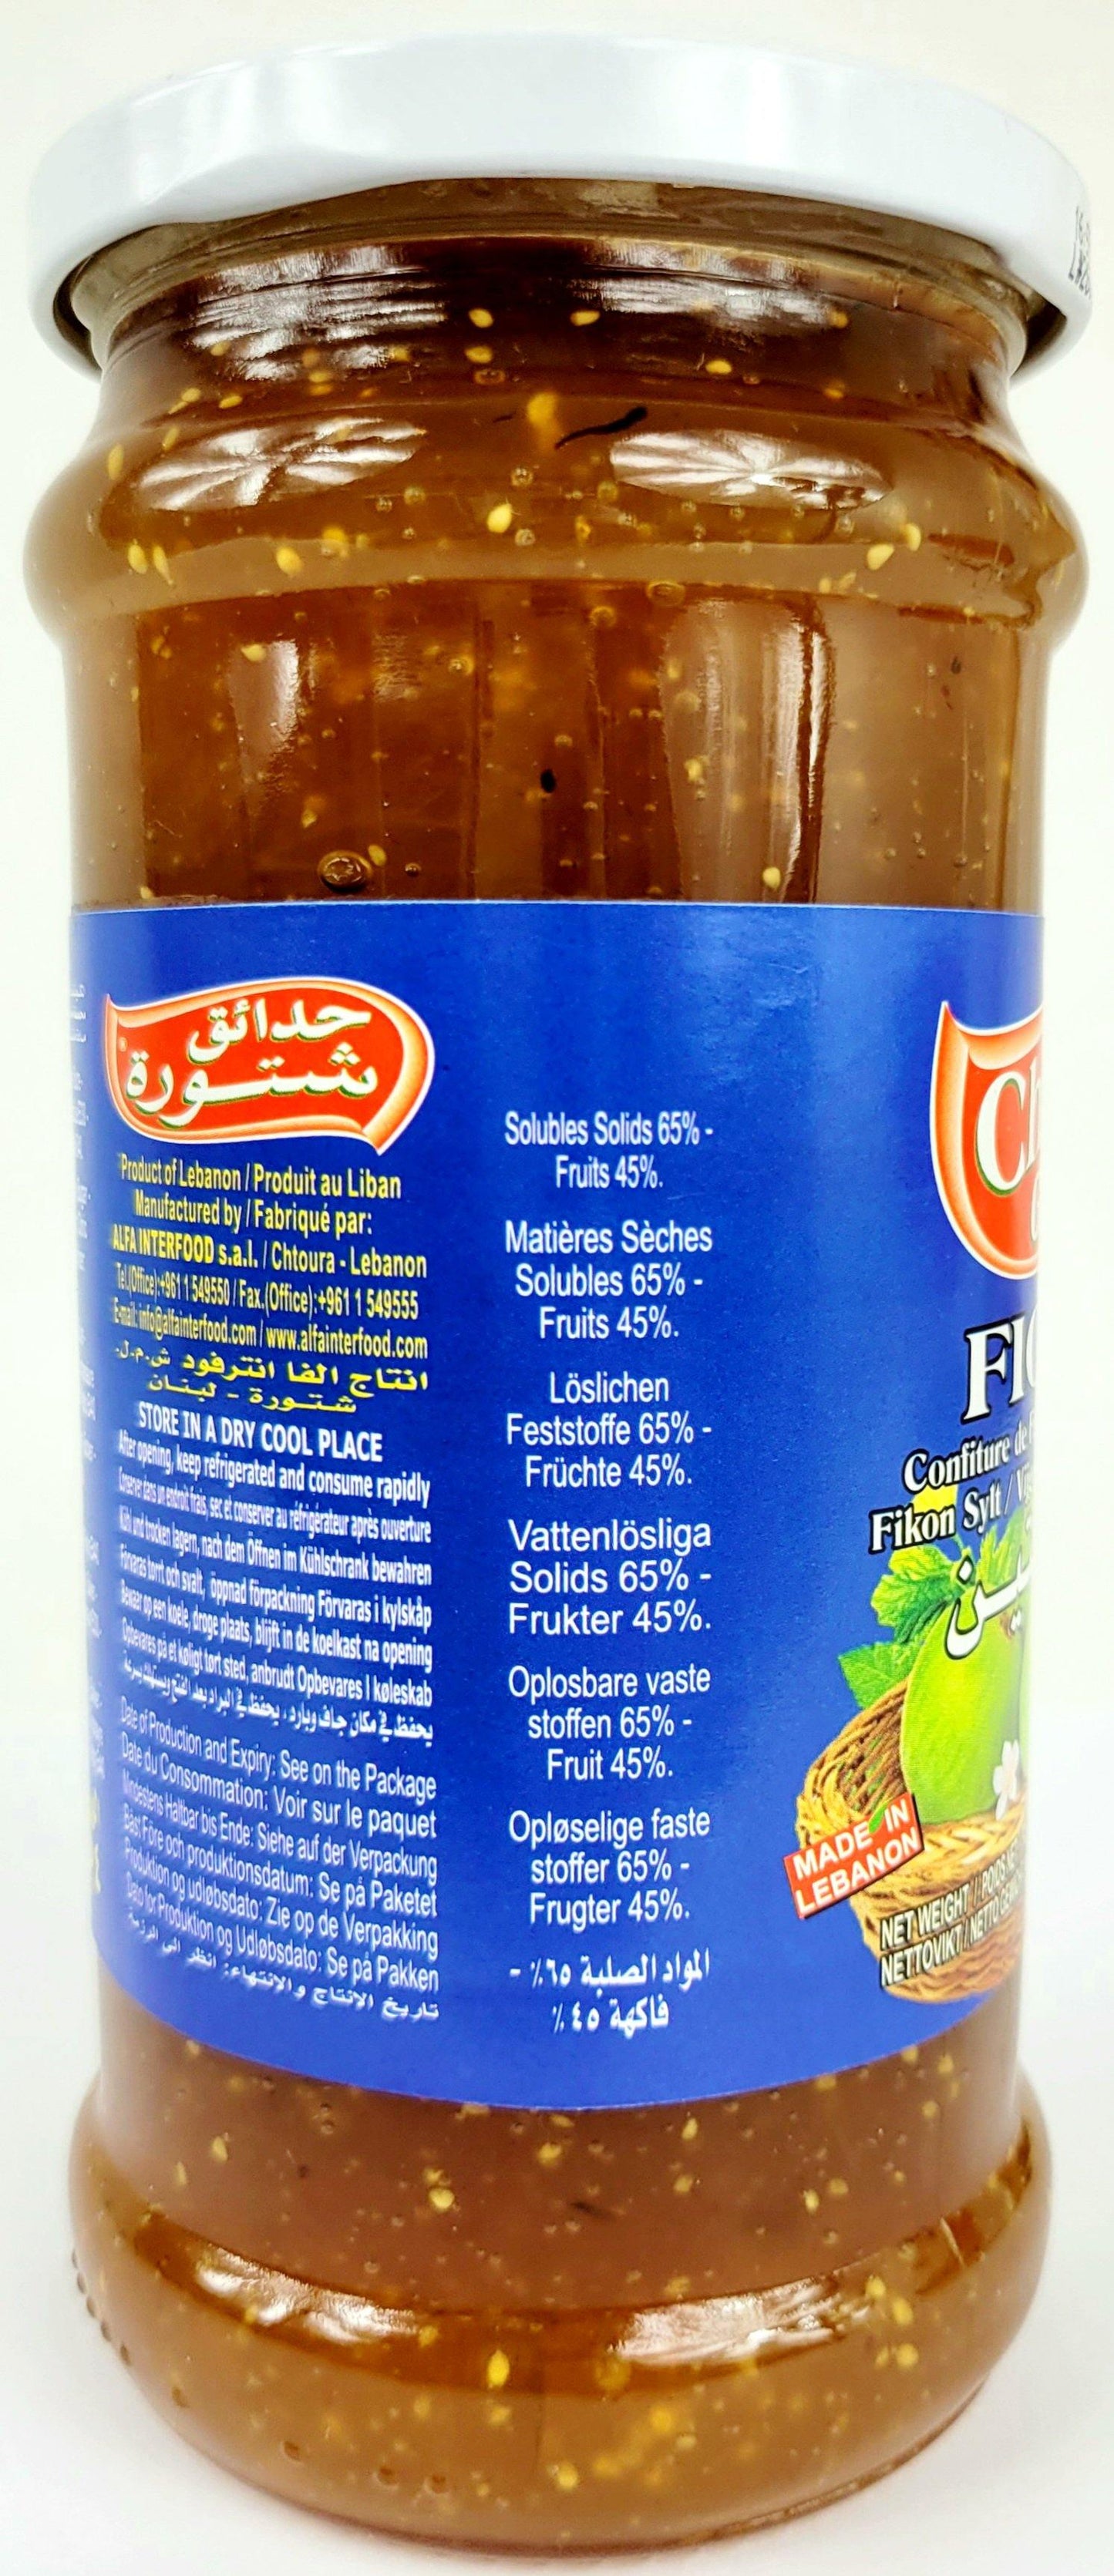 حدائق
شتورة
Product of Lebanon / Produit au Liban
Manufactured by / Fabriqué par:
ALFA INTERFOOD s.a.l. / Chtoura - Lebanon
Tel.(Office):+961 1 549550 / Fax.(Office):+961 1 549555
E-mail: info@alfainterfood.com / www.alfainterfood.com
انتاج الفا انترفود ش.م.ل.
شتورة - لبنان
STORE IN A DRY COOL PLACE
After opening, keep refrigerated and consume rapidly
Conserver dans un endroit frais, sec et conserver au réfrigérateur après ouverture
Kühl und trocken lagern, nach dem Öffnen im Kühlschrank bewahren
Förvaras torrt och svalt, öppnad förpackning Förvaras i kylskåp
Bewaar op een koele, droge plaats, blijft in de koelkast na opening
Opbevares på et køligt tørt sted, anbrudt Opbevares I køleskab
يحفظ في مكان جاف وبارد، يحفظ في البراد بعد الفتح ويستهلك بسرعة
Date of Production and Expiry: See on the Package
Date du Consommation: Voir sur le paquet
Mindestens Haltbar bis Ende: Siehe auf der Verpackung
Bäst Före och produktionsdatum: Se på Paketet
Produktion og udløbsdato: Zie op de Verpakking
Dato for Produktion og Udløbsdato: Se på Pakken
تاريخ الانتاج والانتهاء: انظر الى الرزمة
Solubles Solids 65% -
Fruits 45%.
Matières Sèches
Solubles 65% -
Fruits 45%.
Löslichen
Feststoffe 65% -
Früchte 45%.
Vattenlösliga
Solids 65% -
Frukter 45%.
Oplosbare vaste
stoffen 65% -
Fruit 45%.
Opløselige faste
stoffer 65% -
Frugter 45%.
المواد الصلبة ٦٥٪ -
فاكهة ٤٥٪
Confiture de
Fikon Sylt /
MADE IN
LEBANON
NET WEIGHT /
NETTOVIKT /